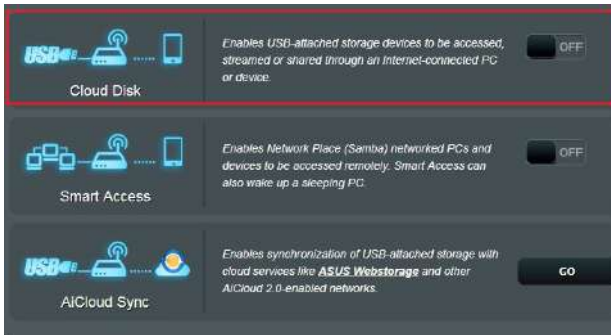 USB
Cloud Disk
Enables USB-attached storage devices to be accessed,
streamed or shared through an Internet-connected PC
or device.
OFF
Smart Access
Enables Network Place (Samba) networked PCs and
devices to be accessed remotely. Smart Access can
also wake up a sleeping PC.
OFF
USB
AiCloud Sync
Enables synchronization of USB-attached storage with
cloud services like ASUS Webstorage and other
AiCloud 2.0-enabled networks.
GO